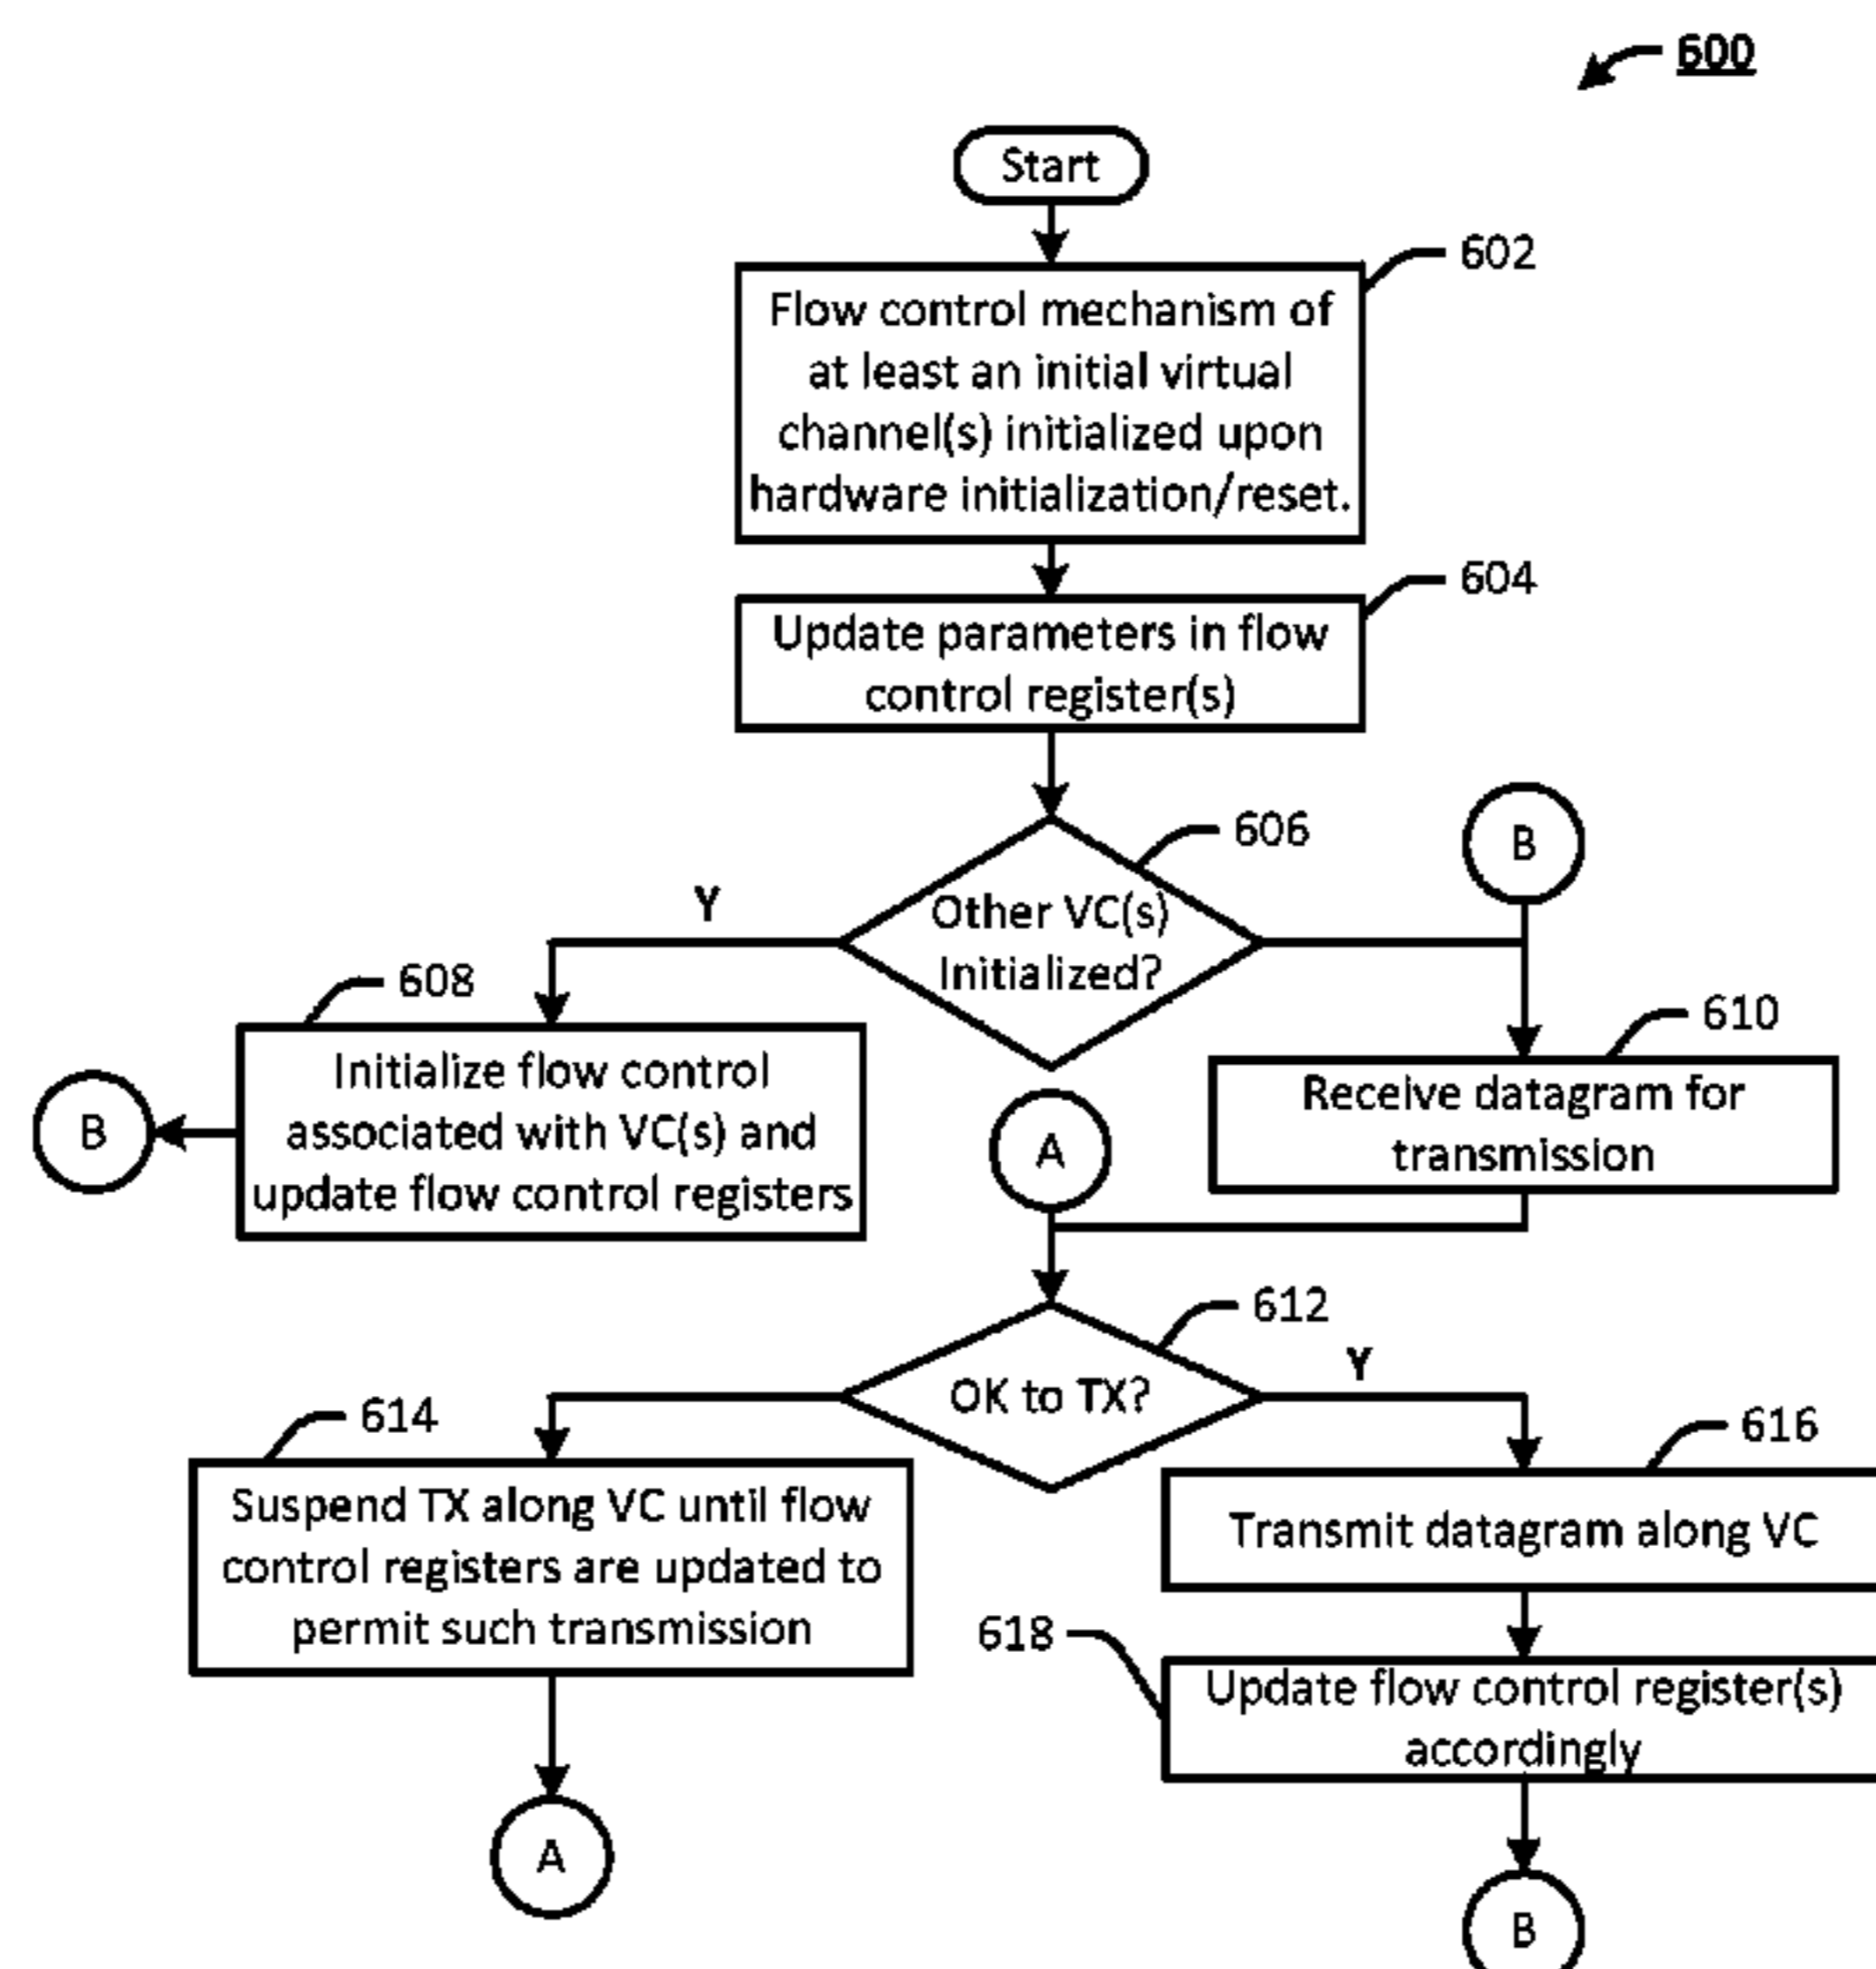 600
Start
602
Flow control mechanism of
at least an initial virtual
channel(s) initialized upon
hardware initialization/reset.
604
Update parameters in flow
control register(s)
606
B
Y
Other VC(s)
Initialized?
608
610
Initialize flow control
associated with VC(s) and
update flow control registers
B
A
Receive datagram for
transmission
612
Y
OK to TX?
614
616
Suspend TX along VC until flow
control registers are updated to
permit such transmission
Transmit datagram along VC
618
Update flow control register(s)
accordingly
A
B